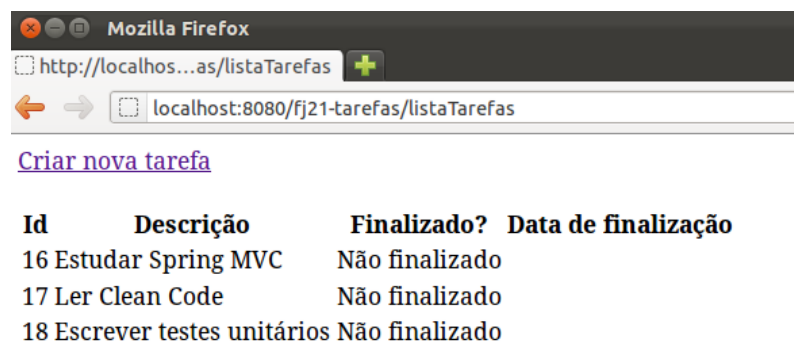 Mozilla Firefox
http://localhos...as/listaTarefas
localhost:8080/fj21-tarefas/listaTarefas
Criar nova tarefa
Id Descrição Finalizado? Data de finalização
16 Estudar Spring MVC Não finalizado
17 Ler Clean Code Não finalizado
18 Escrever testes unitários Não finalizado